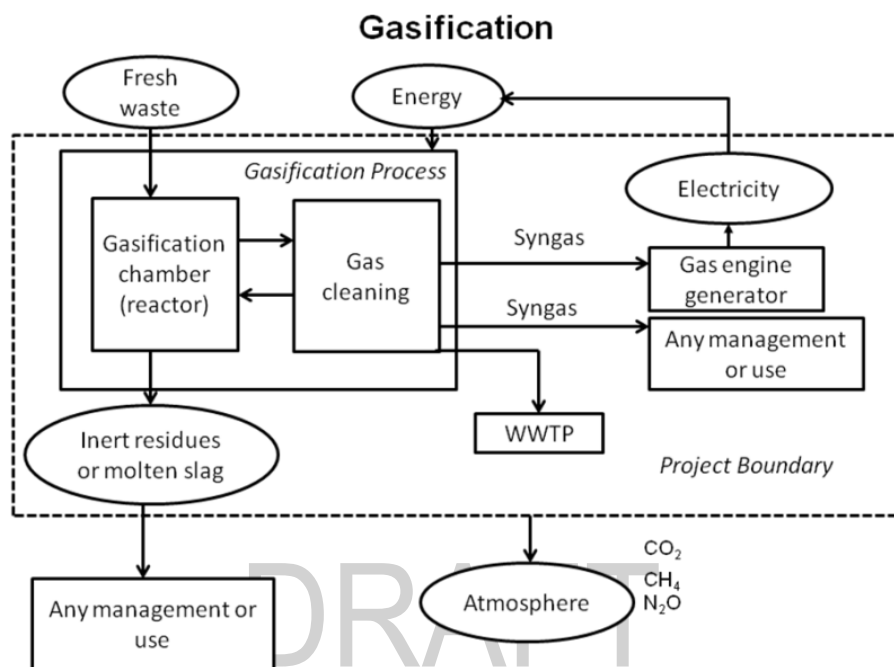 Gasification
Fresh
waste
Energy
Gasification Process
Electricity
Gasification
chamber
(reactor)
Gas
cleaning
Syngas
Gas engine
generator
Syngas
Any management
or use
WWTP
Inert residues
or molten slag
Project Boundary
CO₂
CH₄
N₂O
Atmosphere
DRAFT
Any management or
use